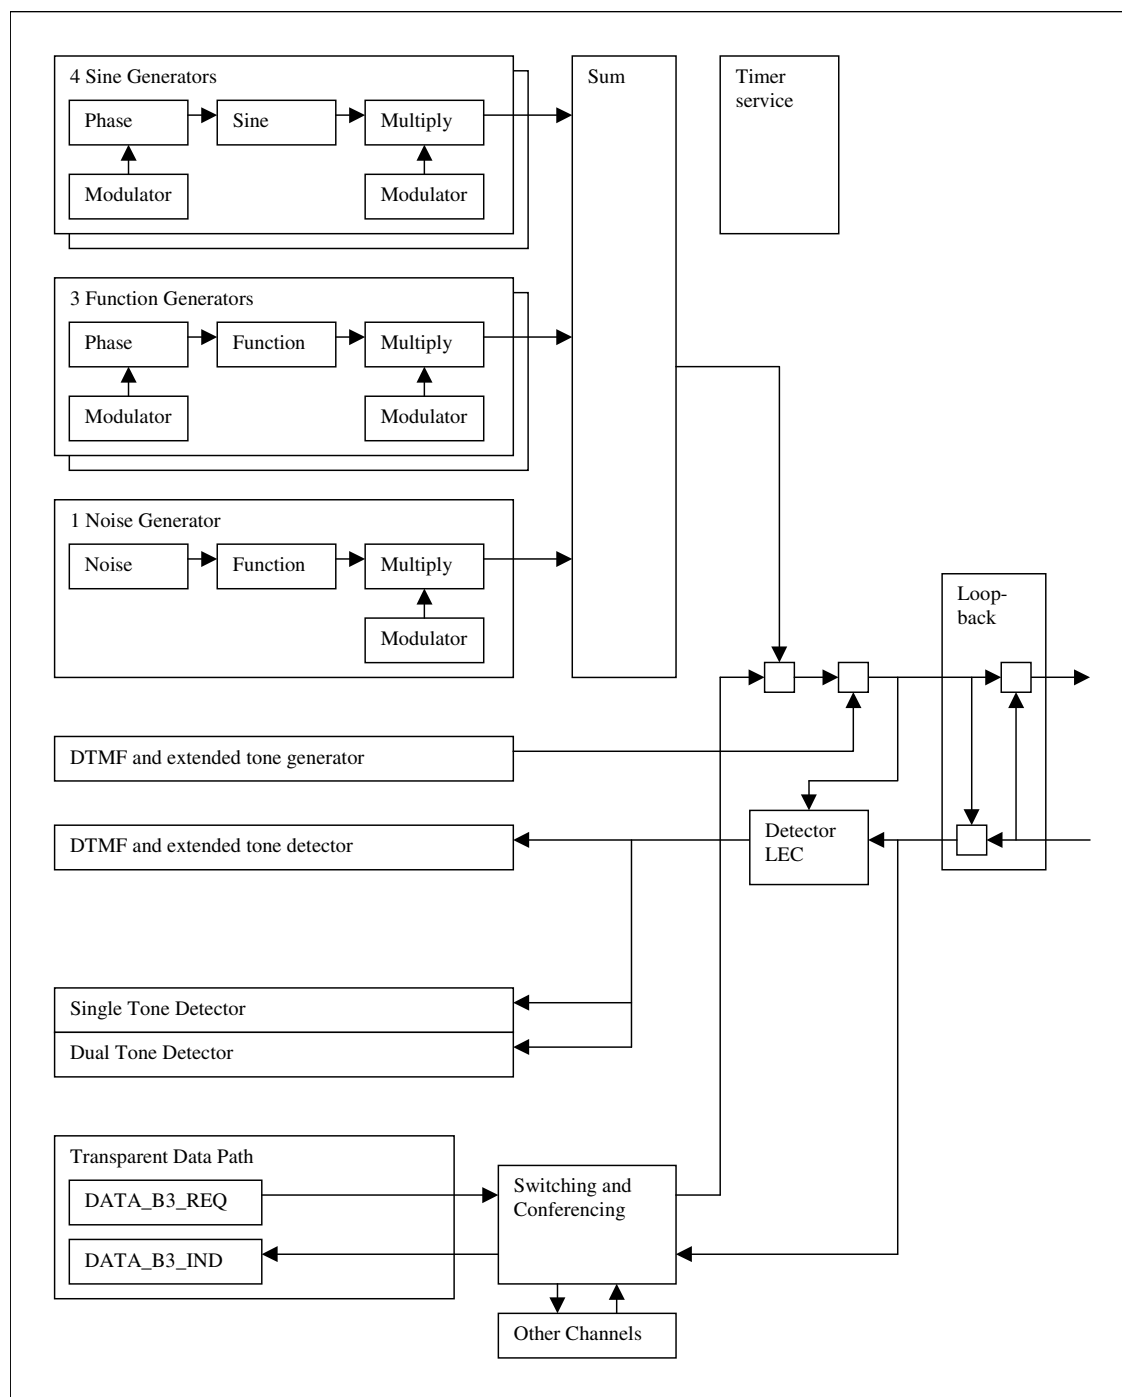 4 Sine Generators
Phase
Sine
Multiply
Modulator
Modulator
Sum
Timer
service
3 Function Generators
Phase
Function
Multiply
Modulator
Modulator
1 Noise Generator
Noise
Function
Multiply
Modulator
Loop-
back
DTMF and extended tone generator
DTMF and extended tone detector
Detector
LEC
Single Tone Detector
Dual Tone Detector
Transparent Data Path
DATA_B3_REQ
DATA_B3_IND
Switching and
Conferencing
Other Channels